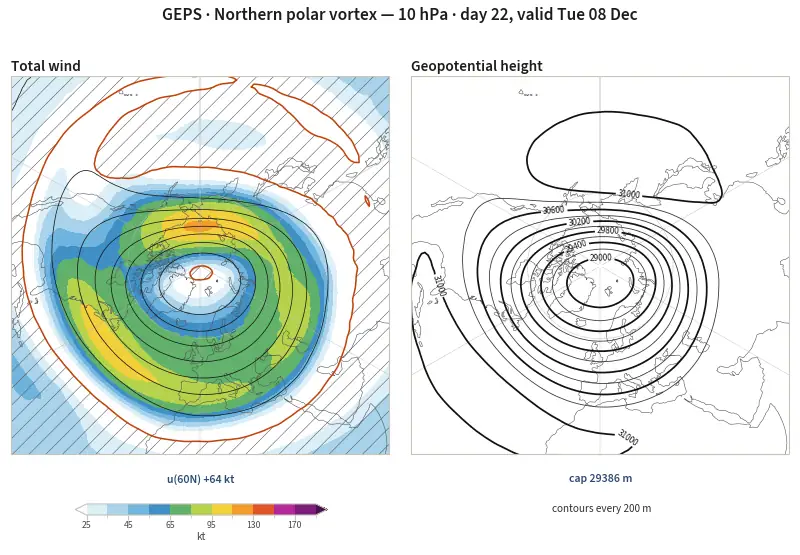 GEPS · Northern polar vortex — 10 hPa · day 22, valid Tue 08 Dec
Total wind
Geopotential height
31000
30600
30200
29800
29400
29000
31000
31000
u(60N) +64 kt
cap 29386 m
contours every 200 m
25 45 65 95 130 170
kt